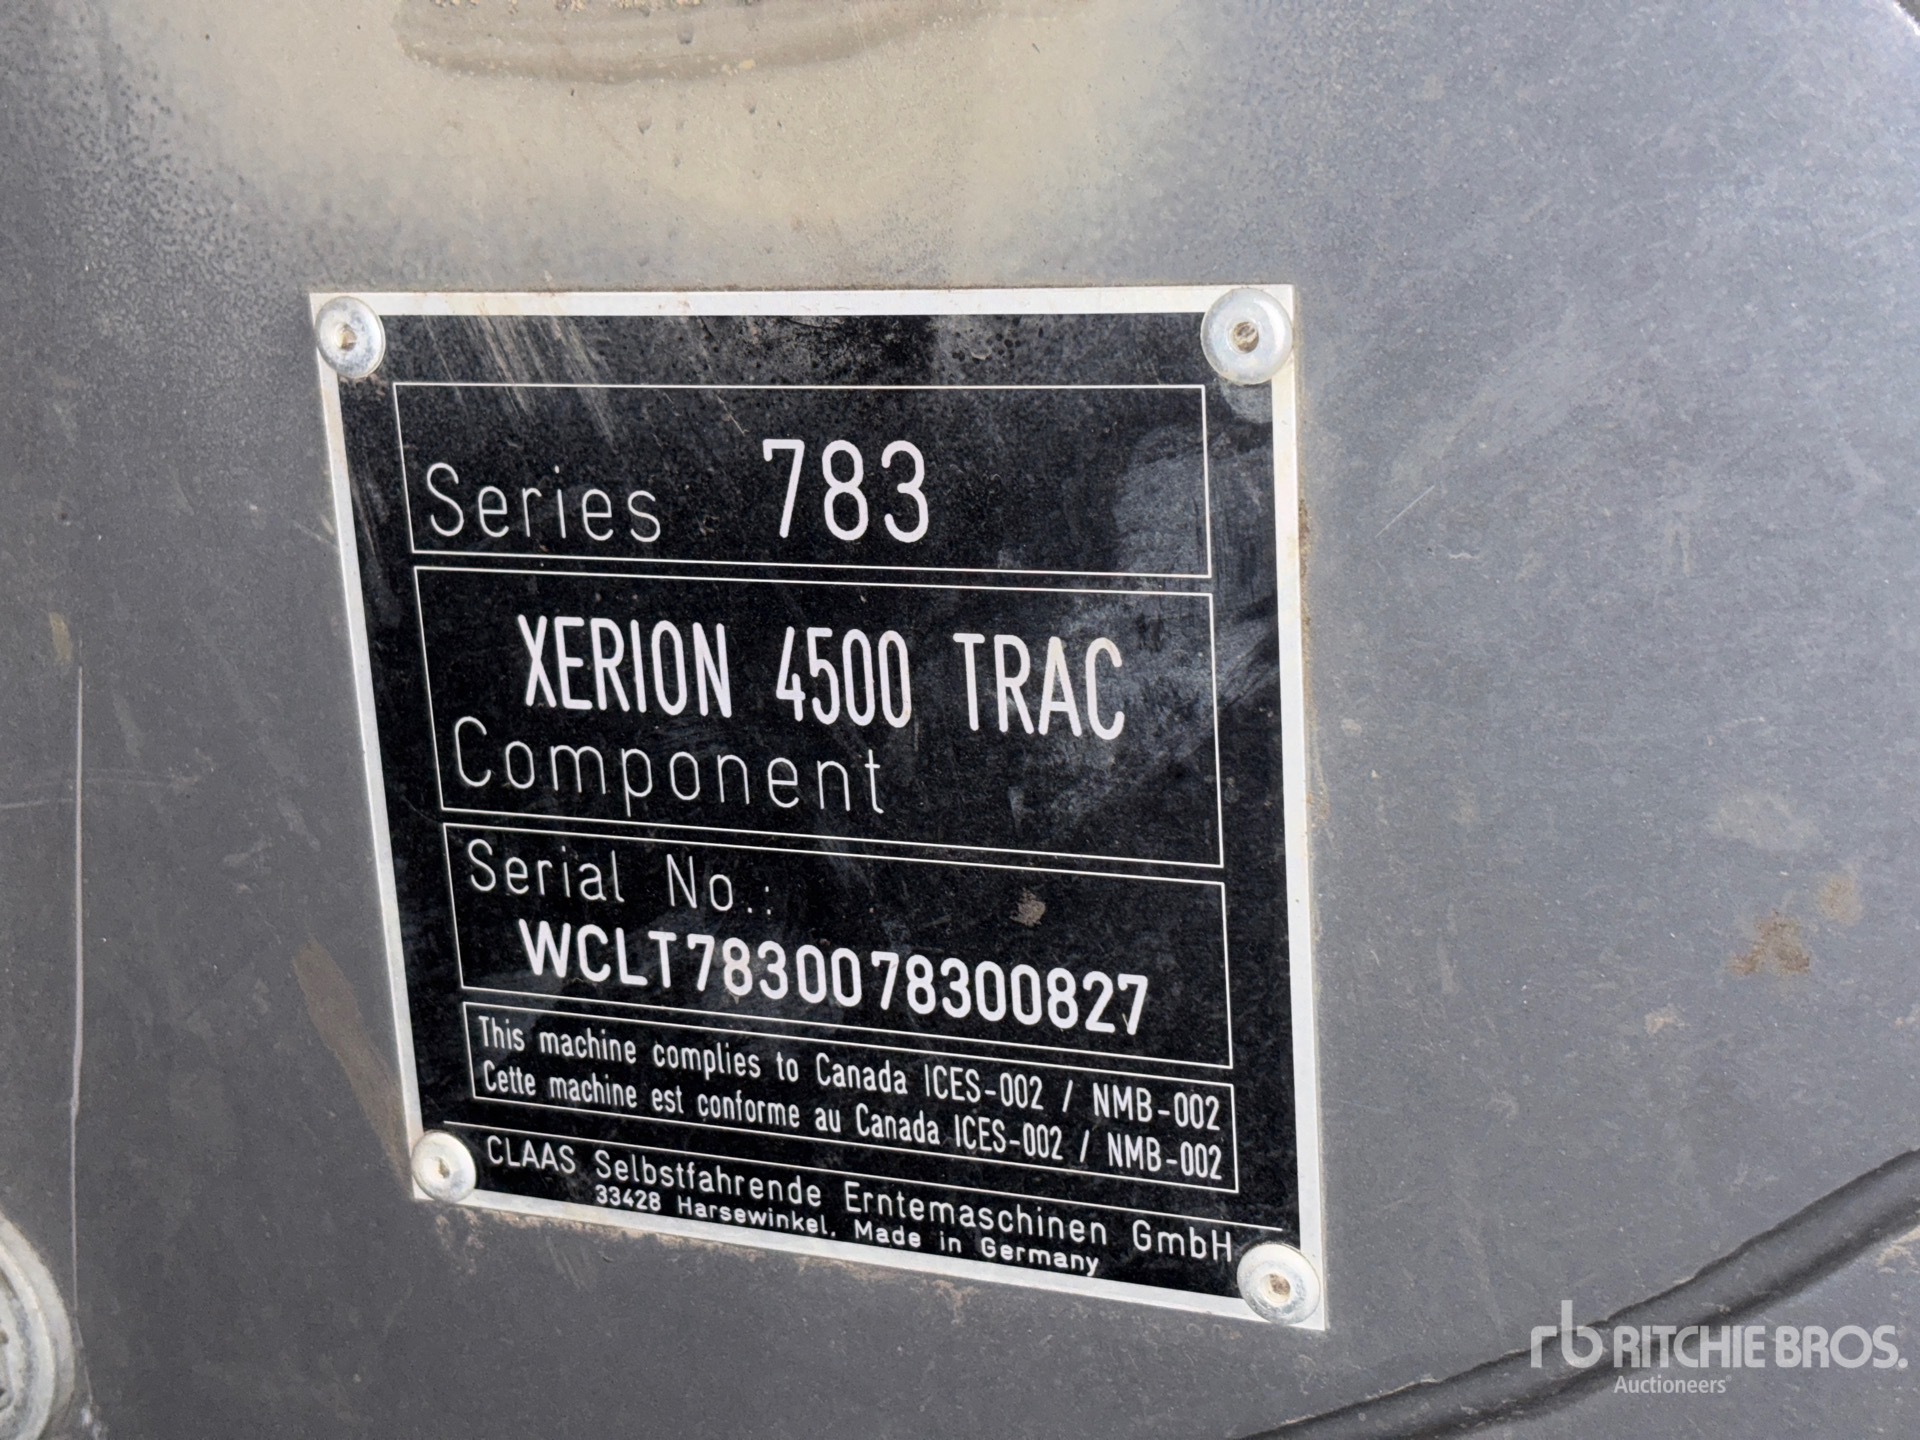 Series 783
XERION 4500 TRAC
Component
Serial No.:
WCLT7830078300827
This machine complies to Canada ICES-002 / NMB-002
Cette machine est conforme au Canada ICES-002 / NMB-002
CLAAS Selbstfahrende Erntemaschinen GmbH
33428 Harsewinkel, Made in Germany
rb RITCHIE BROS.
Auctioneers